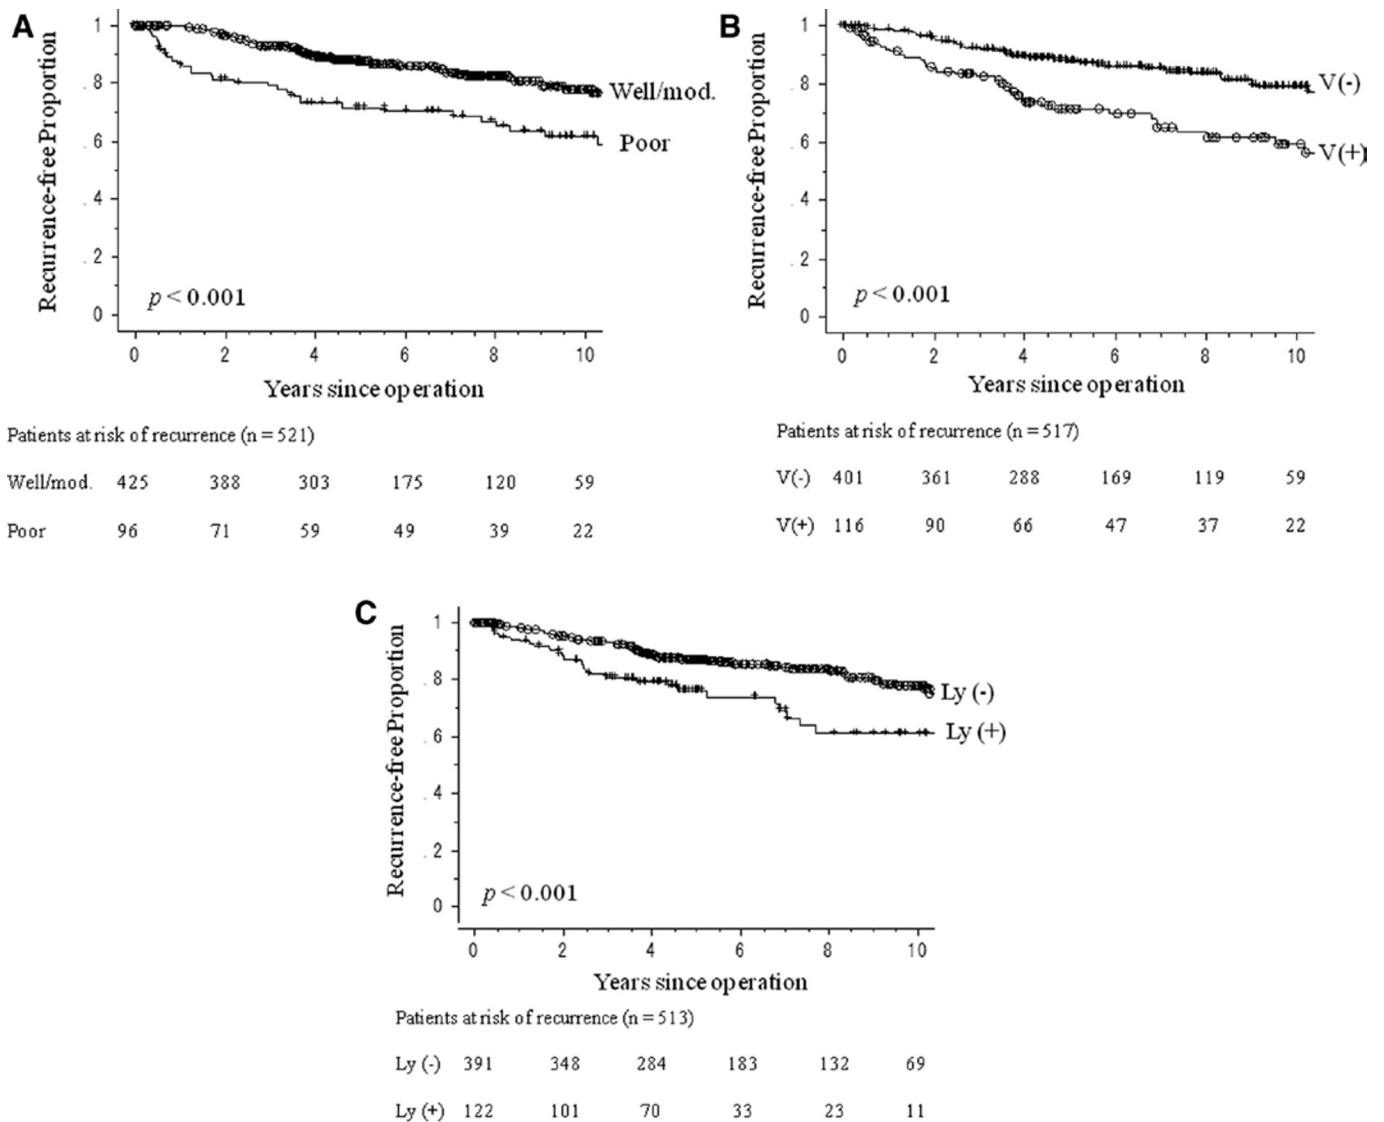 A
Recurrence-free Proportion
1
.8
.6
.4
.2
0
Well/mod.
Poor
p < 0.001
0 2 4 6 8 10
Years since operation
Patients at risk of recurrence (n = 521)
Well/mod. 425 388 303 175 120 59
Poor 96 71 59 49 39 22
B
Recurrence-free Proportion
1
.8
.6
.4
.2
0
V(-)
V(+)
p < 0.001
0 2 4 6 8 10
Years since operation
Patients at risk of recurrence (n = 517)
V(-) 401 361 288 169 119 59
V(+) 116 90 66 47 37 22
C
Recurrence-free Proportion
1
.8
.6
.4
.2
0
Ly (-)
Ly (+)
p < 0.001
0 2 4 6 8 10
Years since operation
Patients at risk of recurrence (n = 513)
Ly (-) 391 348 284 183 132 69
Ly (+) 122 101 70 33 23 11